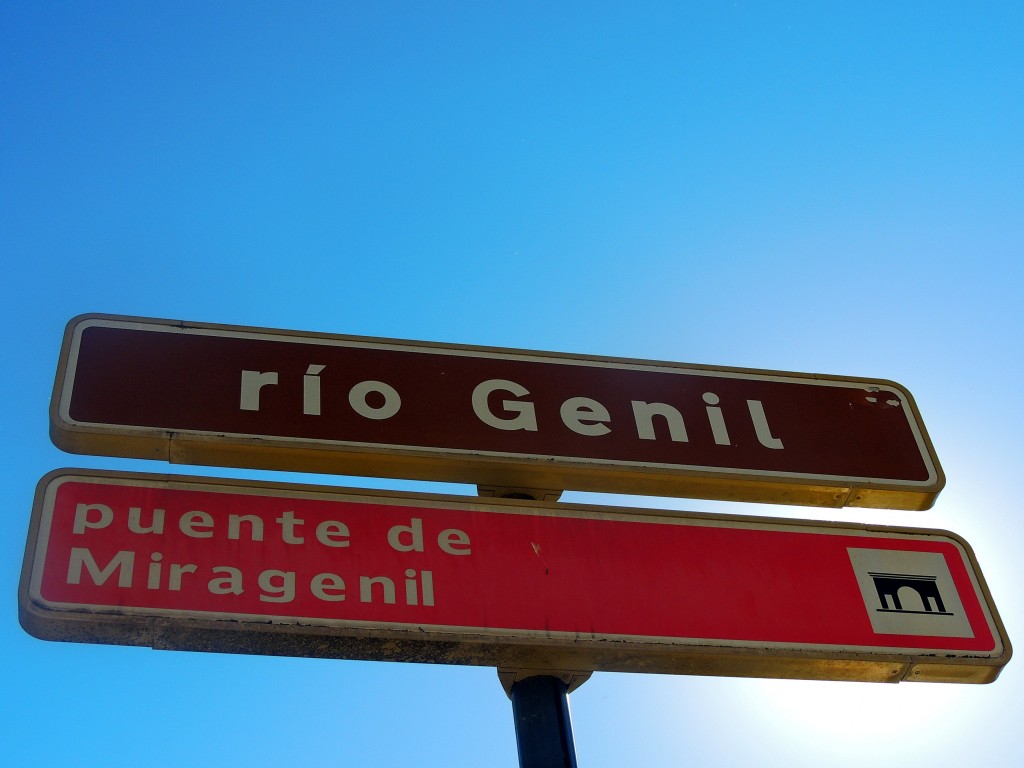 río Genil
puente de
Miragenil